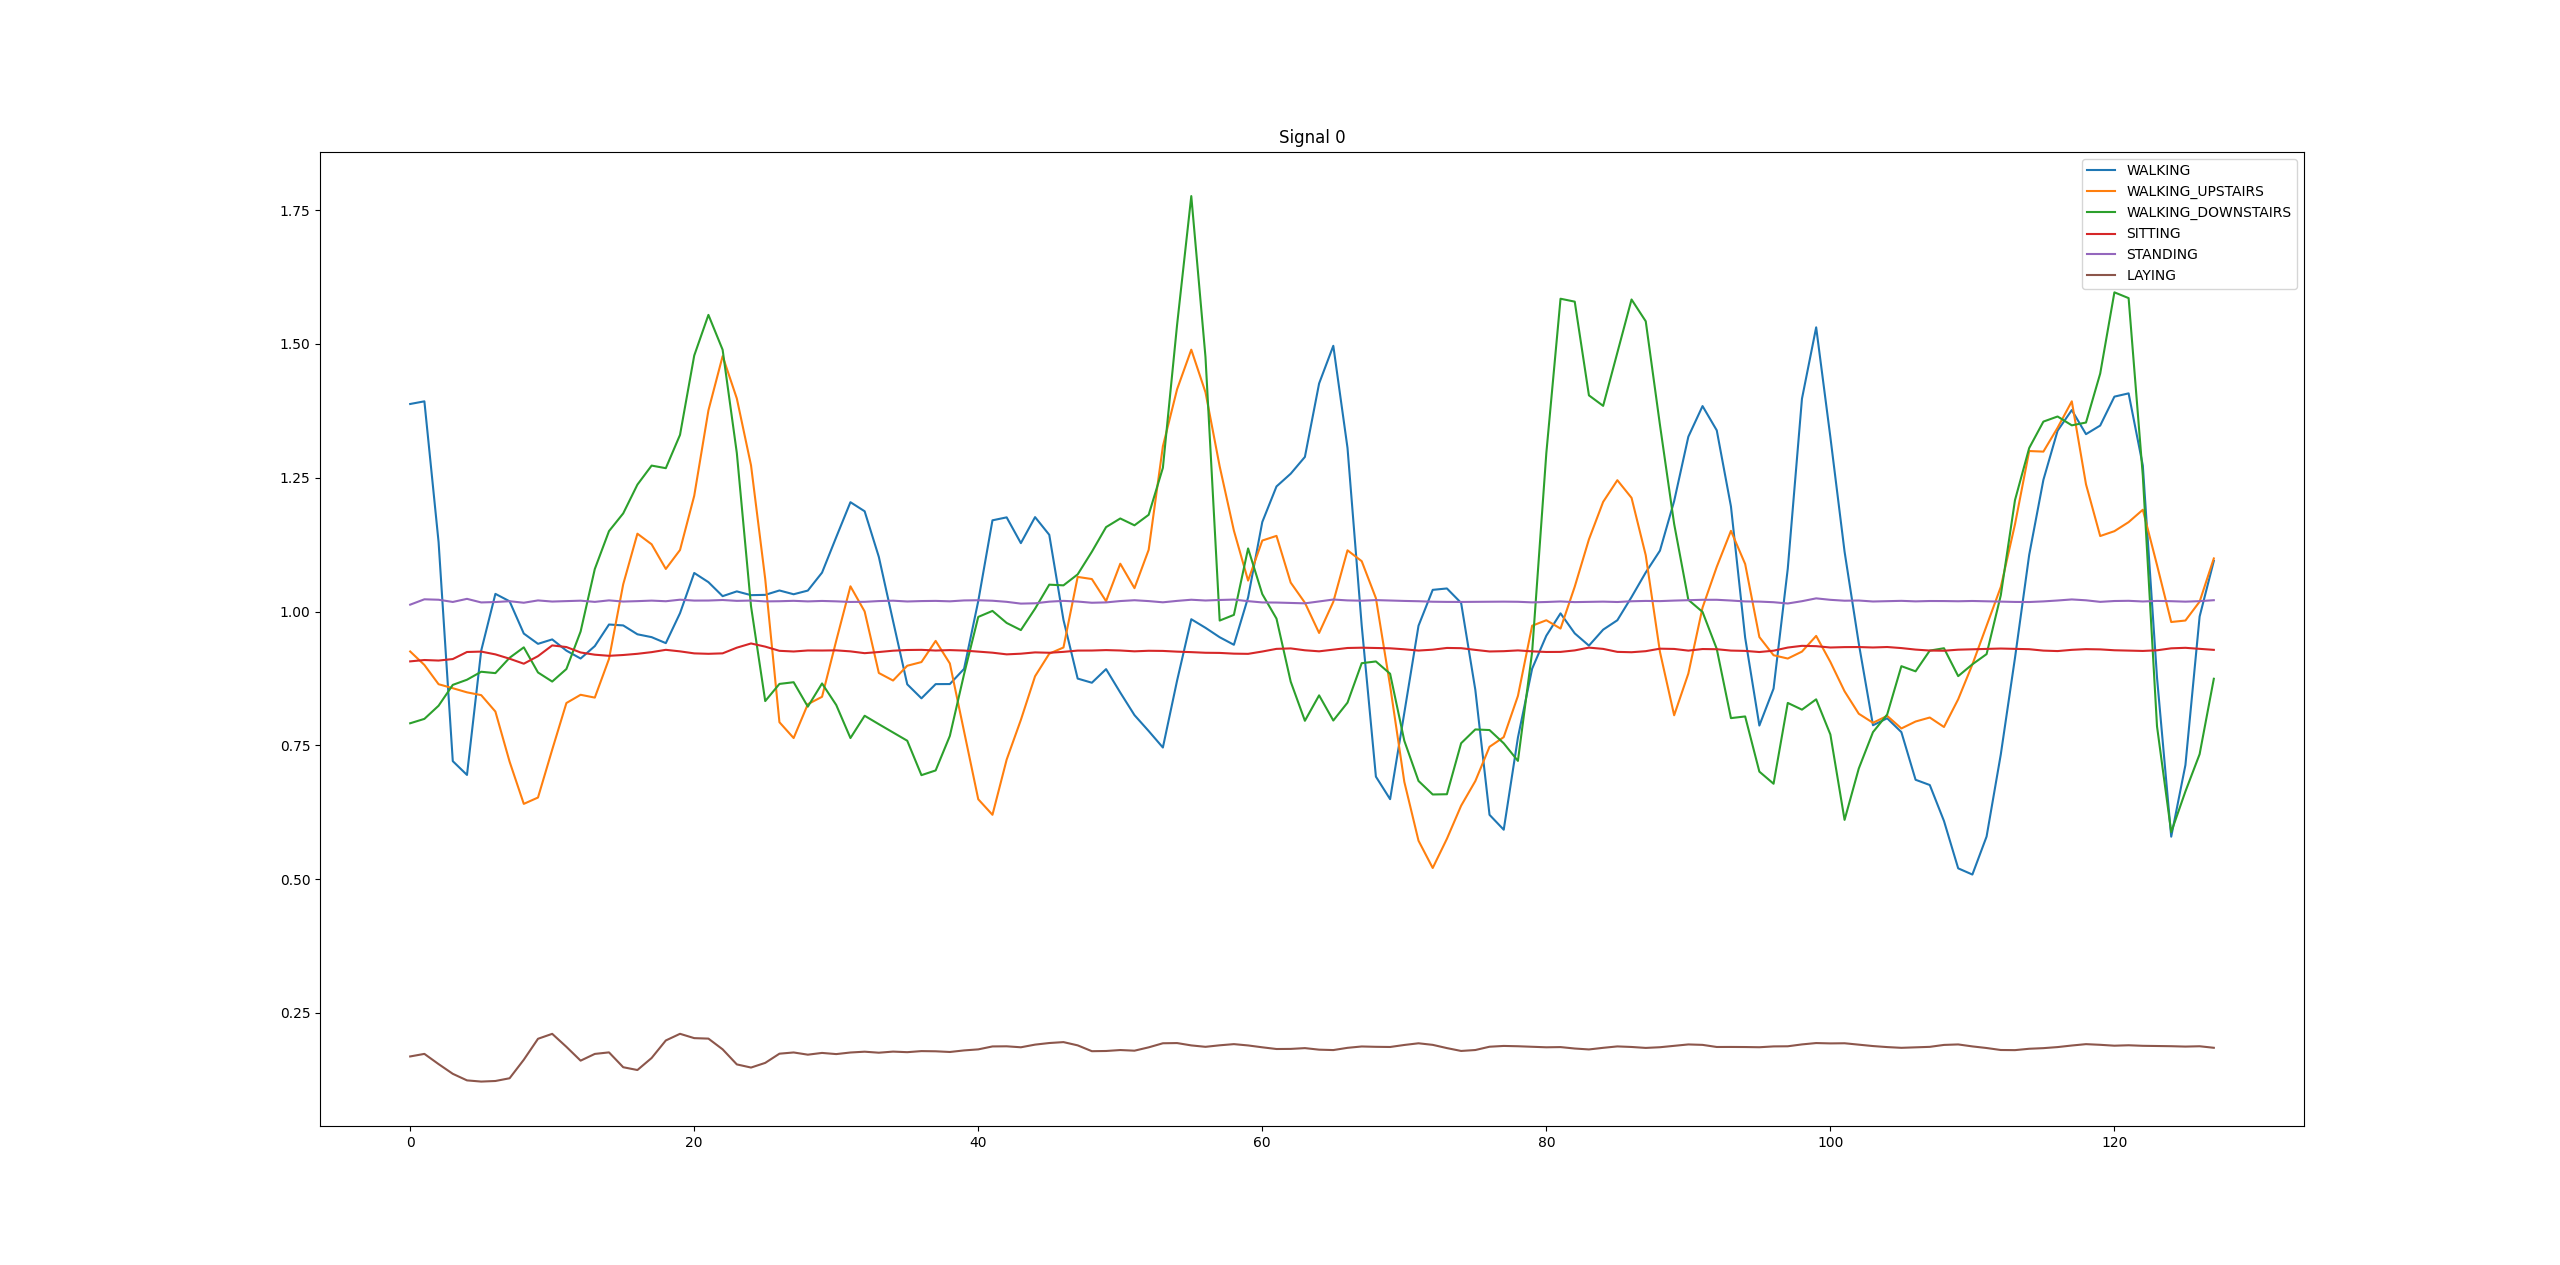 Signal 0
WALKING
WALKING_UPSTAIRS
WALKING_DOWNSTAIRS
SITTING
STANDING
LAYING
1.75
1.50
1.25
1.00
0.75
0.50
0.25
0 20 40 60 80 100 120